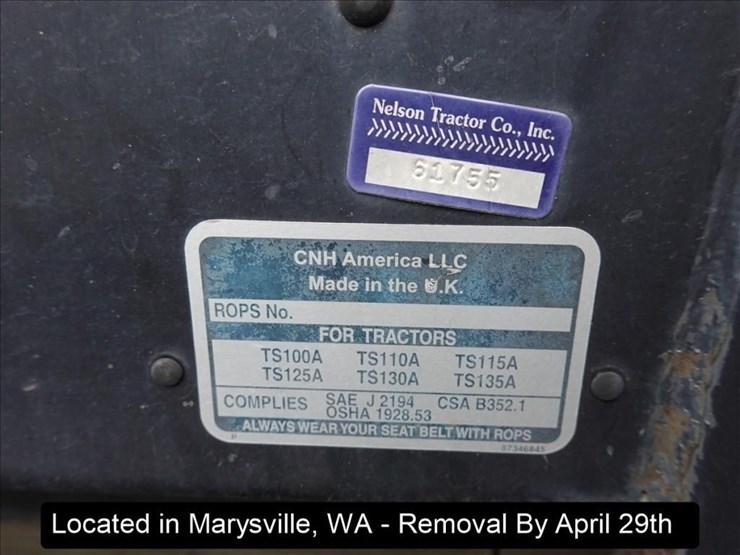 Nelson Tractor Co., Inc.
61755
CNH America LLC
Made in the U.K.
ROPS No.
FOR TRACTORS
TS100A TS110A TS115A
TS125A TS130A TS135A
COMPLIES SAE J 2194 CSA B352.1
OSHA 1928.53
ALWAYS WEAR YOUR SEAT BELT WITH ROPS
P 87346845
Located in Marysville, WA - Removal By April 29th